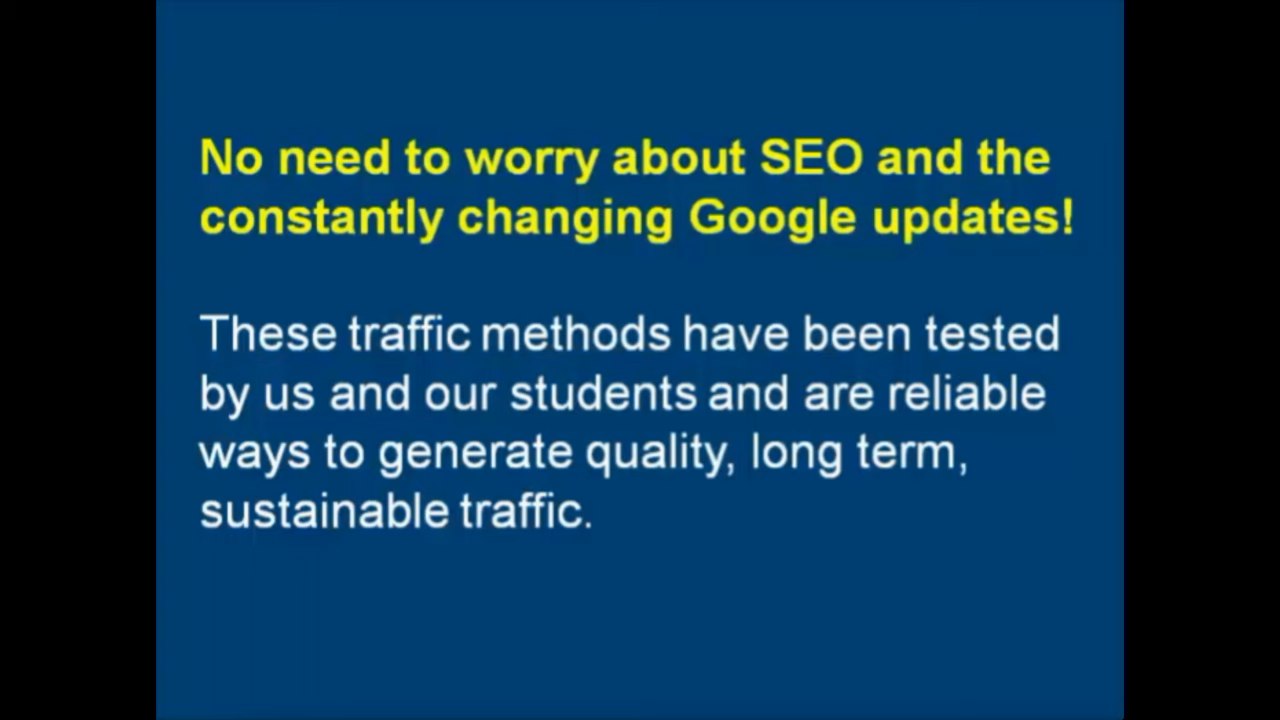 No need to worry about SEO and the
constantly changing Google updates!
These traffic methods have been tested
by us and our students and are reliable
ways to generate quality, long term,
sustainable traffic.